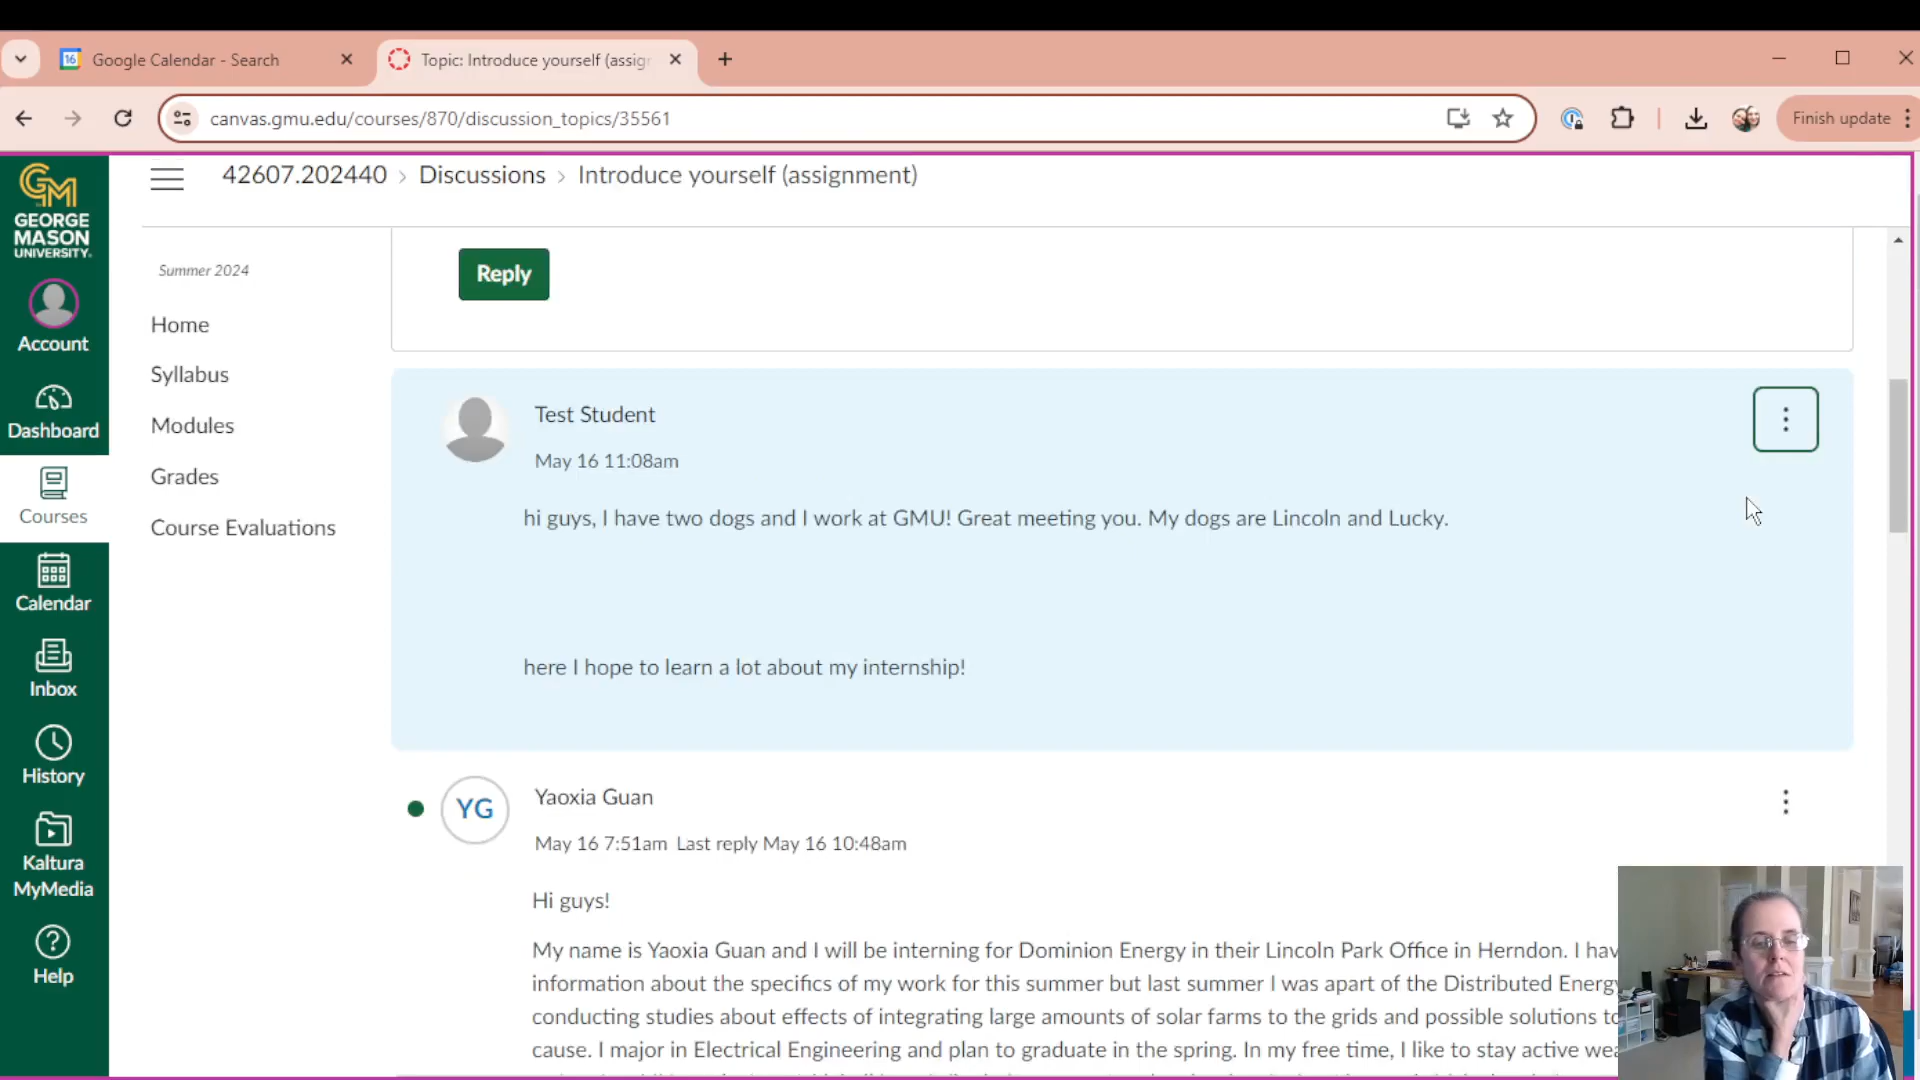 16 Google Calendar - Search
Topic: Introduce yourself (assig
canvas.gmu.edu/courses/870/discussion_topics/35561
Finish update
GM
GEORGE
MASON
UNIVERSITY.
Account
Dashboard
Courses
Calendar
Inbox
History
Kaltura
MyMedia
Help
42607.202440 › Discussions › Introduce yourself (assignment)
Summer 2024
Home
Syllabus
Modules
Grades
Course Evaluations
Reply
Test Student
May 16 11:08am
hi guys, I have two dogs and I work at GMU! Great meeting you. My dogs are Lincoln and Lucky.
here I hope to learn a lot about my internship!
YG
Yaoxia Guan
May 16 7:51am Last reply May 16 10:48am
Hi guys!
My name is Yaoxia Guan and I will be interning for Dominion Energy in their Lincoln Park Office in Herndon. I hav
information about the specifics of my work for this summer but last summer I was apart of the Distributed Energy
conducting studies about effects of integrating large amounts of solar farms to the grids and possible solutions to
cause. I major in Electrical Engineering and plan to graduate in the spring. In my free time, I like to stay active wea